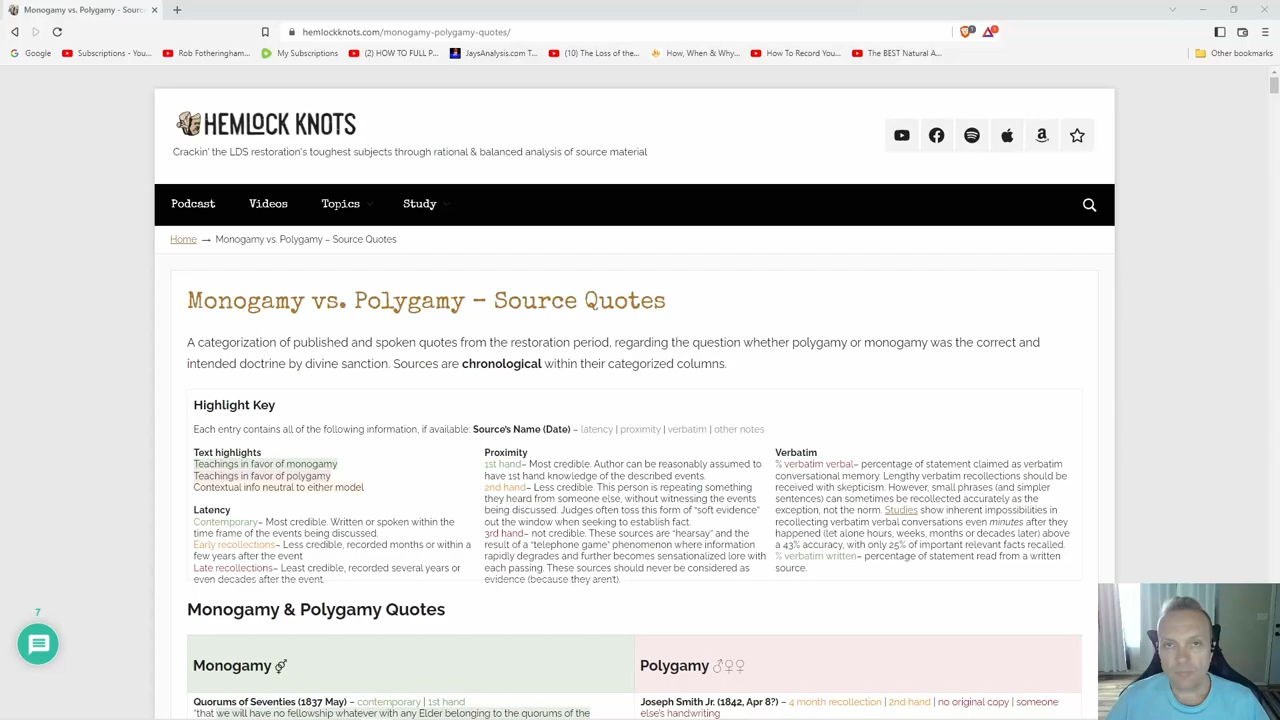 Monogamy vs. Polygamy – Sour
hemlockknots.com/monogamy-polygamy-quotes/
Google
Subscriptions - You...
Rob Fotheringham...
My Subscriptions
(2) HOW TO FULL P...
JaysAnalysis.com T...
(10) The Loss of the...
How, When & Why...
How To Record You...
The BEST Natural A...
Other bookmarks
HEMLOCK KNOTS
Crackin' the LDS restoration's toughest subjects through rational & balanced analysis of source material
Podcast Videos Topics Study
Home → Monogamy vs. Polygamy – Source Quotes
Monogamy vs. Polygamy – Source Quotes
A categorization of published and spoken quotes from the restoration period, regarding the question whether polygamy or monogamy was the correct and
intended doctrine by divine sanction. Sources are chronological within their categorized columns.
Highlight Key
Each entry contains all of the following information, if available: Source's Name (Date) – latency | proximity | verbatim | other notes
Text highlights
Teachings in favor of monogamy
Teachings in favor of polygamy
Contextual info neutral to either model
Latency
Contemporary– Most credible. Written or spoken within the
time frame of the events being discussed.
Early recollections– Less credible, recorded months or within a
few years after the event
Late recollections– Least credible, recorded several years or
even decades after the event.
Proximity
1st hand– Most credible. Author can be reasonably assumed to
have 1st hand knowledge of the described events.
2nd hand– Less credible. This person is repeating something
they heard from someone else, without witnessing the events
being discussed. Judges often toss this form of "soft evidence"
out the window when seeking to establish fact.
3rd hand– not credible. These sources are "hearsay" and the
result of a "telephone game" phenomenon where information
rapidly degrades and further becomes sensationalized lore with
each passing. These sources should never be considered as
evidence (because they aren't).
Verbatim
% verbatim verbal– percentage of statement claimed as verbatim
conversational memory. Lengthy verbatim recollections should be
received with skepticism. However, small phrases (and simpler
sentences) can sometimes be recollected accurately as the
exception, not the norm. Studies show inherent impossibilities in
recollecting verbatim verbal conversations even minutes after they
happened (let alone hours, weeks, months or decades later) above
a 43% accuracy, with only 25% of important relevant facts recalled.
% verbatim written– percentage of statement read from a written
source.
7
Monogamy & Polygamy Quotes
Monogamy ⚤
Polygamy ♂♀♀
Quorums of Seventies (1837 May) – contemporary | 1st hand
"that we will have no fellowship whatever with any Elder belonging to the quorums of the
Joseph Smith Jr. (1842, Apr 8?) – 4 month recollection | 2nd hand | no original copy | someone
else's handwriting